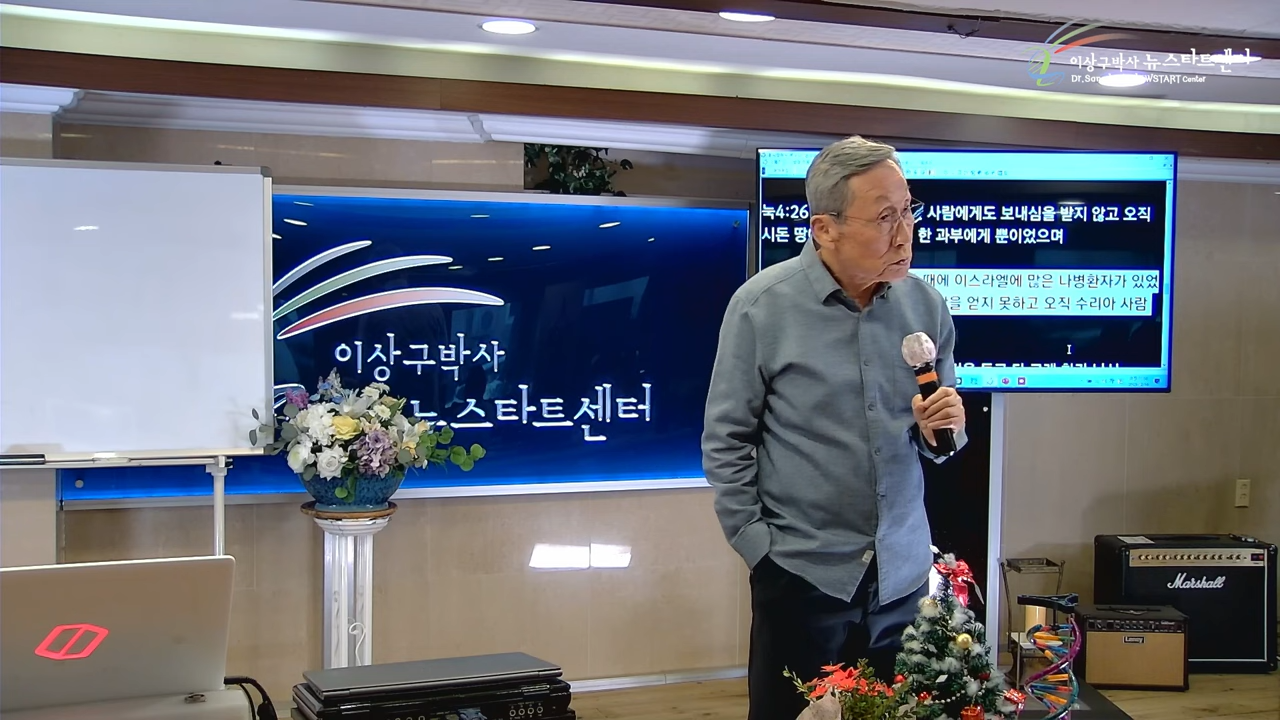 이상구박사 뉴스타트센터
Dr. San WSTART Center
눅4:26 사람에게도 보내심을 받지 않고 오직
시돈 땅 한 과부에게 뿐이었으며
때에 이스라엘에 많은 나병환자가 있었
얻지 못하고 오직 수리아 사람
이상구박사
뉴스타트센터
Marshall
Laney